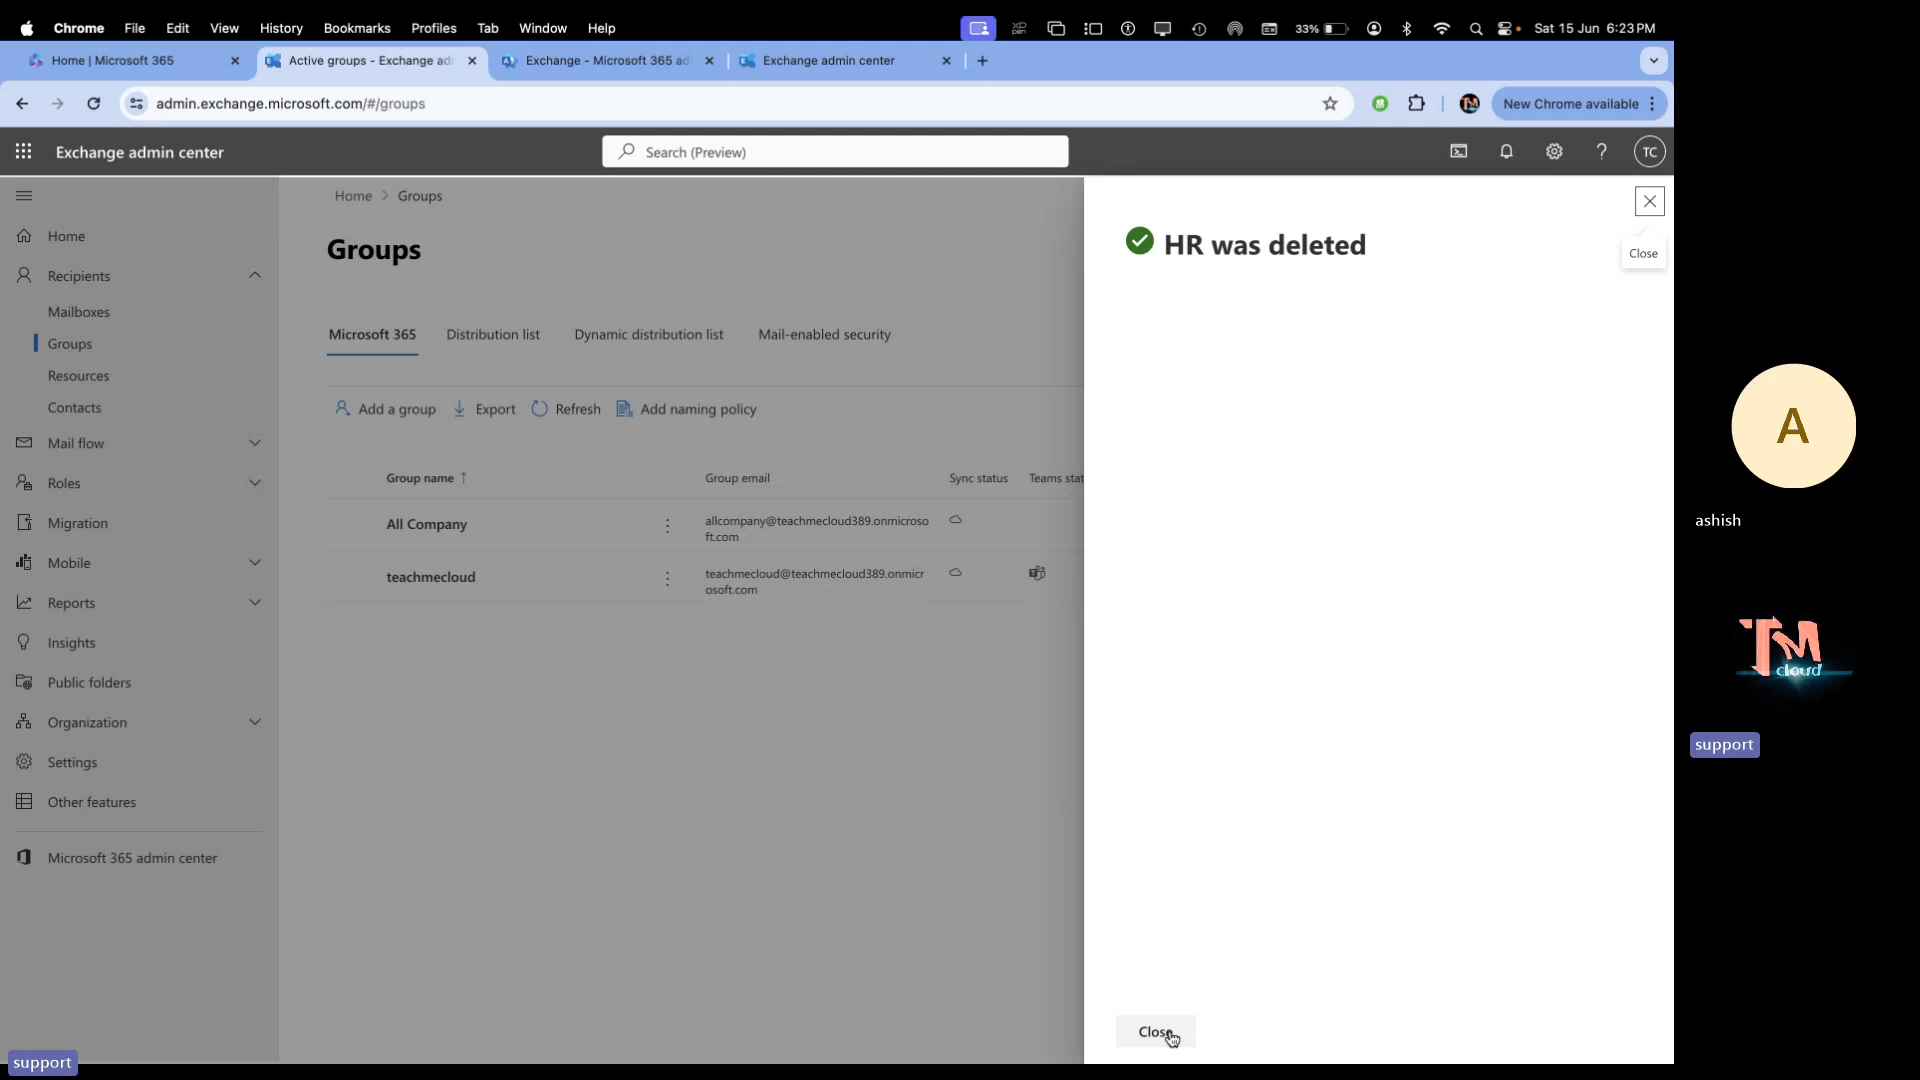 Chrome File Edit View History Bookmarks Profiles Tab Window Help 33% Sat 15 Jun 6:23 PM
Home | Microsoft 365 Active groups - Exchange ad Exchange - Microsoft 365 ad Exchange admin center
admin.exchange.microsoft.com/#/groups New Chrome available
Exchange admin center Search (Preview) TC
Home > Groups
Groups
HR was deleted
Close
Home
Recipients
Mailboxes
Groups
Resources
Contacts
Mail flow
Roles
Migration
Mobile
Reports
Insights
Public folders
Organization
Settings
Other features
Microsoft 365 admin center
Microsoft 365 Distribution list Dynamic distribution list Mail-enabled security
Add a group Export Refresh Add naming policy
Group name ↑ Group email Sync status Teams stat
All Company allcompany@teachmecloud389.onmicroso
ft.com
teachmecloud teachmecloud@teachmecloud389.onmicr
osoft.com
Close
A
ashish
TM
cloud
support
support